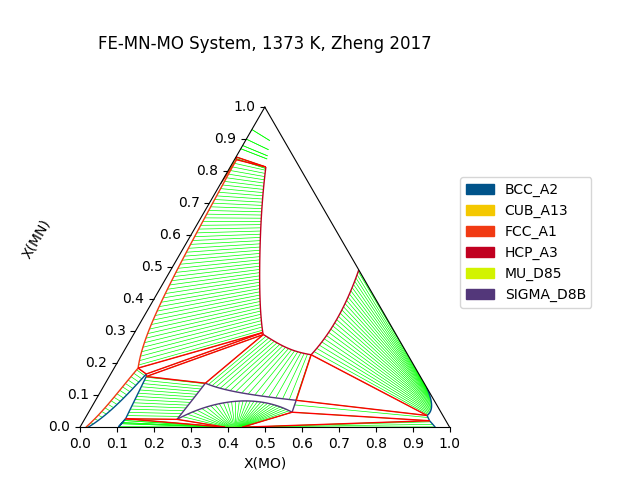 FE-MN-MO System, 1373 K, Zheng 2017
1.0
0.9
0.8
0.7
0.6
0.5
0.4
0.3
0.2
0.1
0.0
X(MN)
0.0 0.1 0.2 0.3 0.4 0.5 0.6 0.7 0.8 0.9 1.0
X(MO)
BCC_A2
CUB_A13
FCC_A1
HCP_A3
MU_D85
SIGMA_D8B